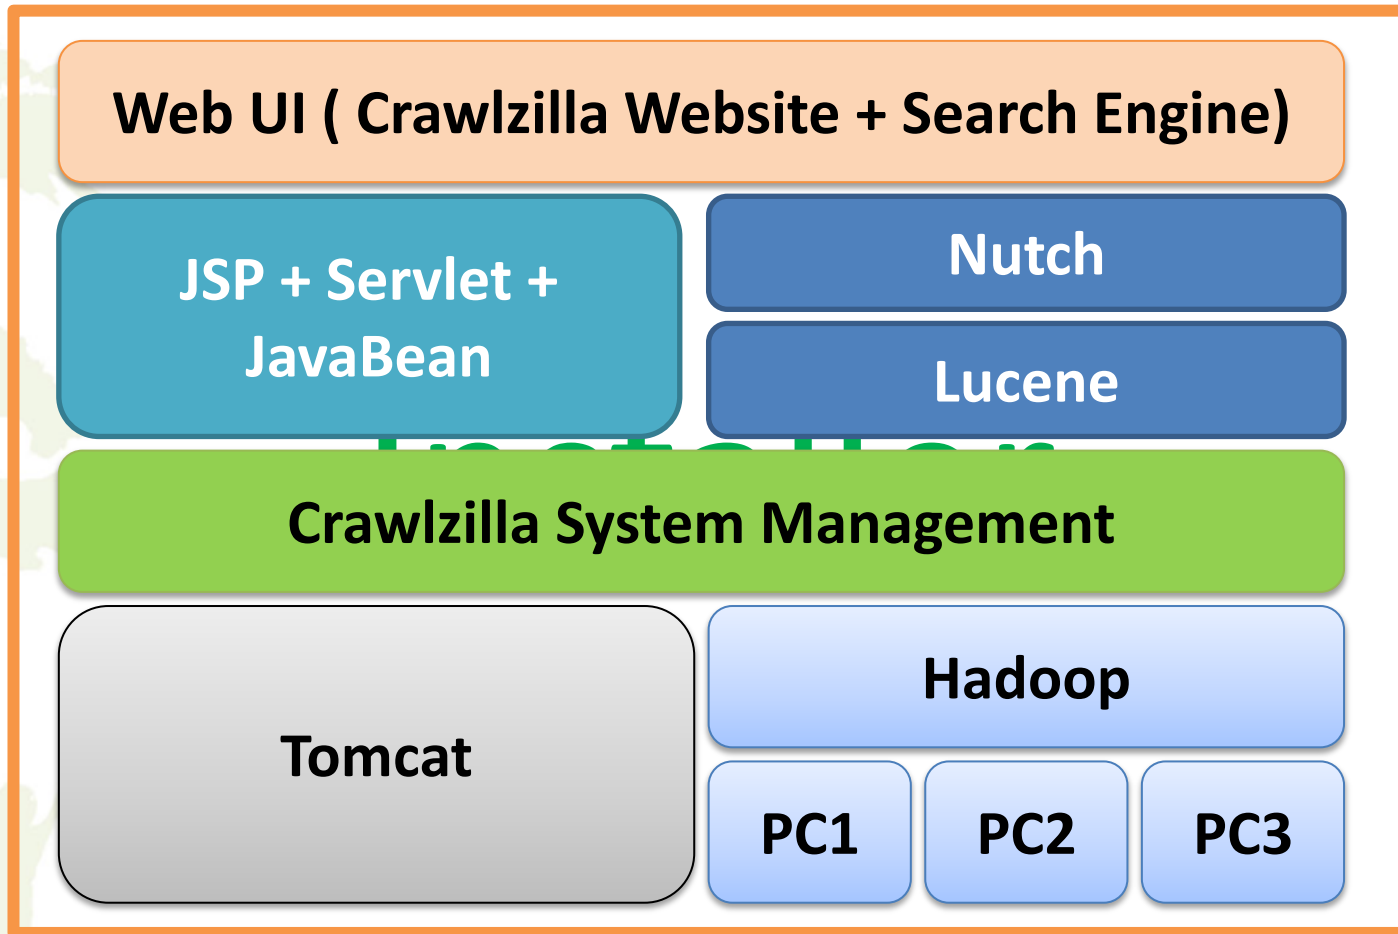 Web UI ( Crawlzilla Website + Search Engine)
JSP + Servlet +
JavaBean
Nutch
Lucene
Crawlzilla System Management
Tomcat
Hadoop
PC1
PC2
PC3